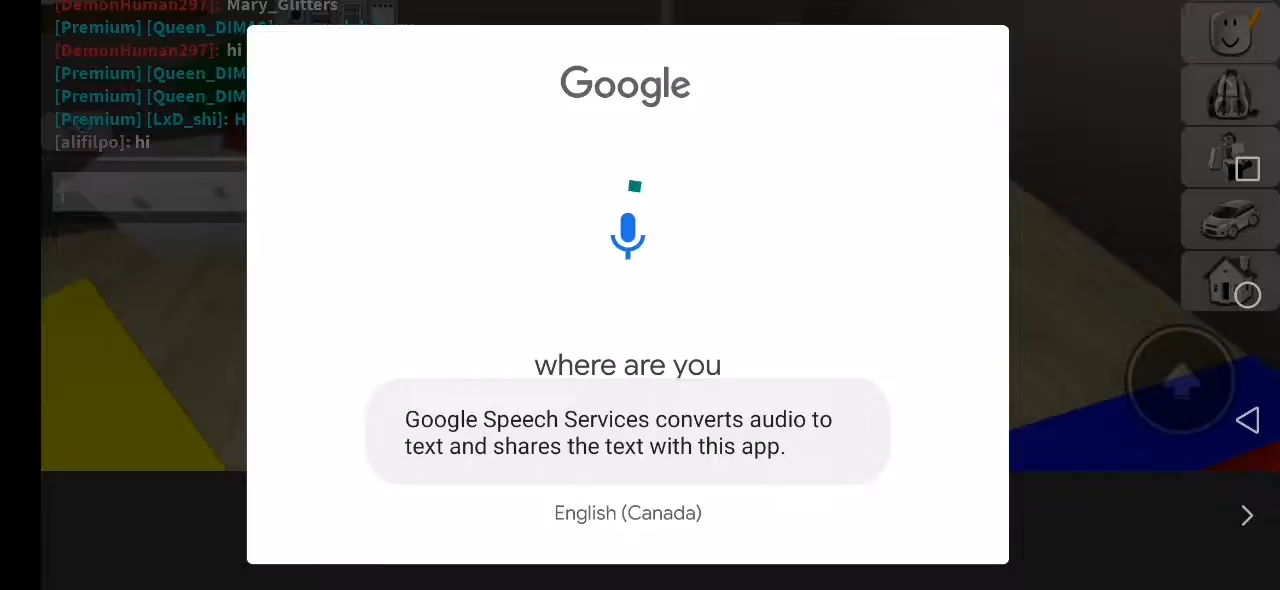 [DemonHuman297]: Mary_Glitters
[Premium] [Queen_DIM
[DemonHuman297]: hi
[Premium] [Queen_DIM
[Premium] [Queen_DIM
[Premium] [LxD_shi]: H
[alifilpo]: hi
Google
where are you
Google Speech Services converts audio to
text and shares the text with this app.
English (Canada)